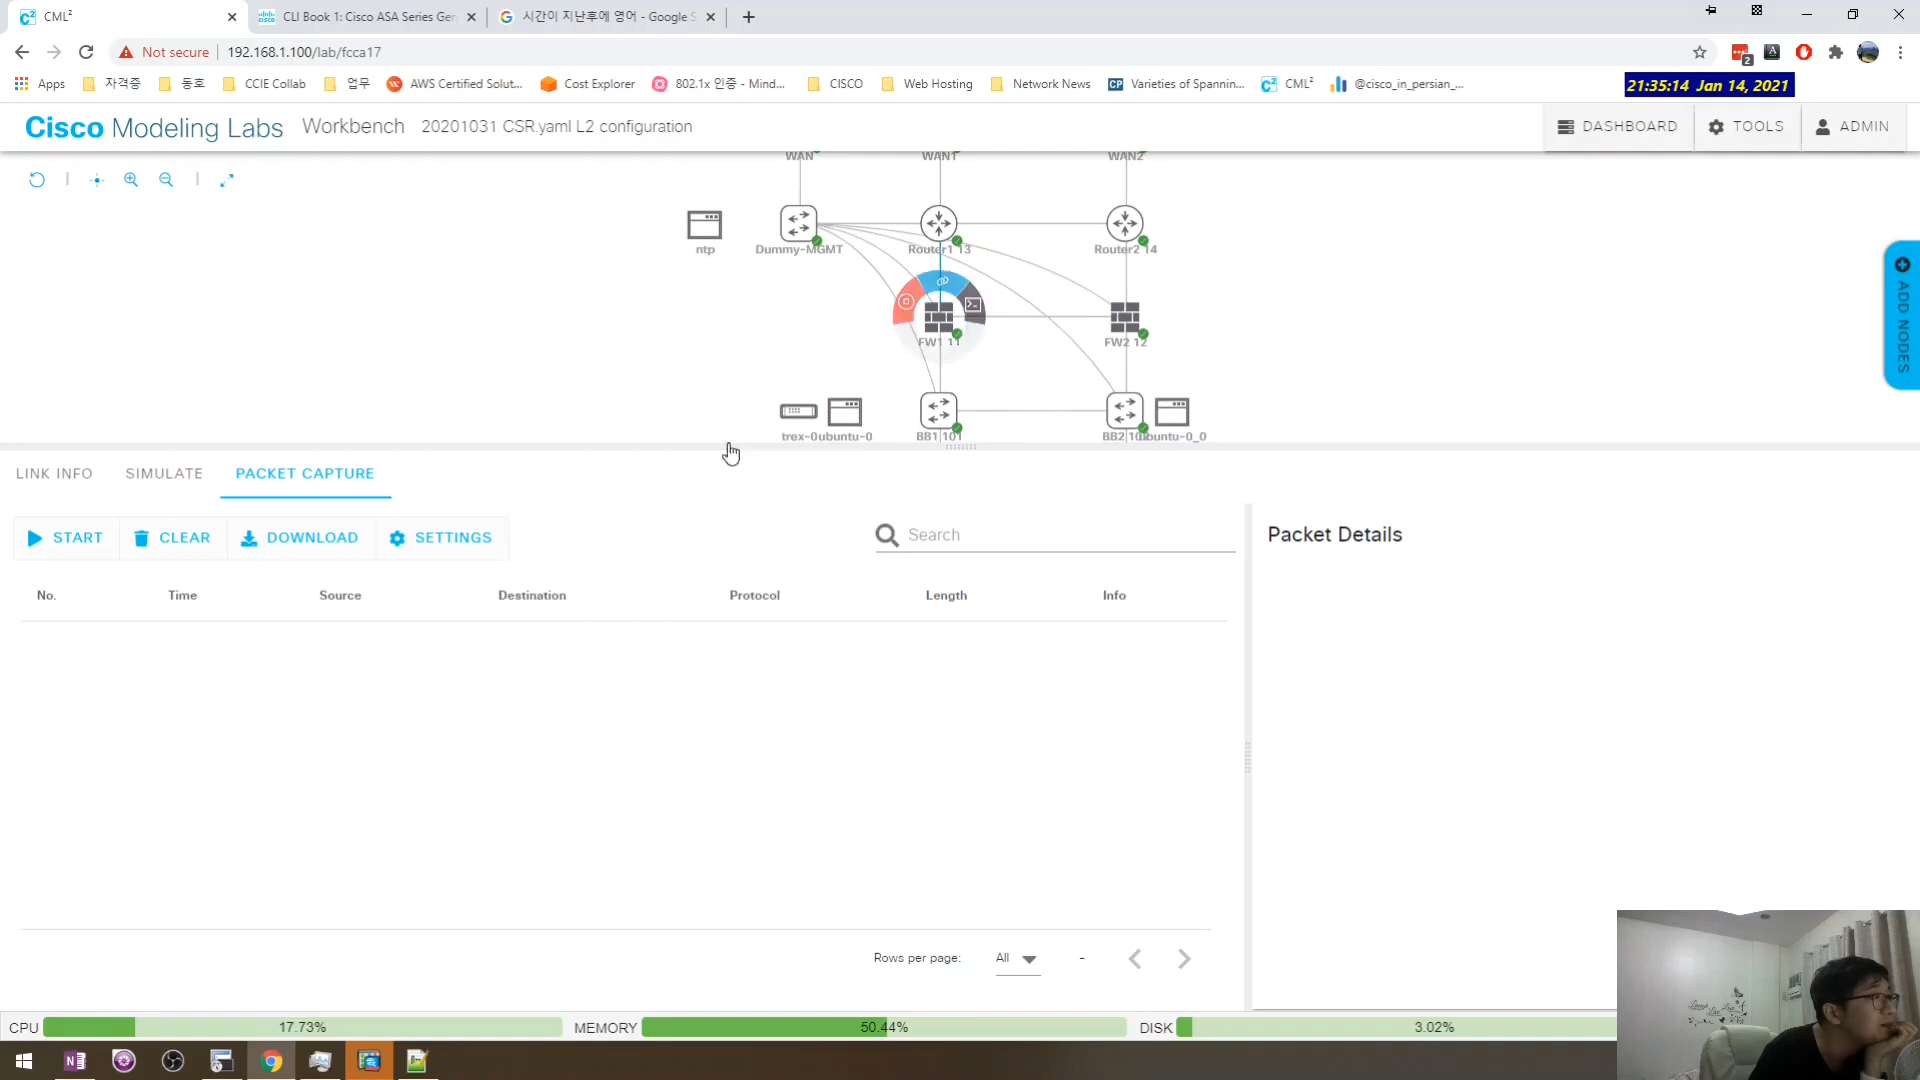 CML²
CLI Book 1: Cisco ASA Series Gen
시간이 지난후에 영어 - Google S
Not secure
192.168.1.100/lab/fcca17
2
Apps
자격증
동호
CCIE Collab
업무
AWS Certified Solut...
Cost Explorer
802.1x 인증 - Mind...
CISCO
Web Hosting
Network News
CP
Varieties of Spannin...
CML²
@cisco_in_persian_...
21:35:14 Jan 14, 2021
Cisco Modeling Labs
Workbench
20201031 CSR.yaml L2 configuration
DASHBOARD
TOOLS
ADMIN
WAN
WAN1
WAN2
ntp
Dummy-MGMT
Router1 13
Router2 14
FW1 11
FW2 12
ADD NODES
trex-0
ubuntu-0
BB1 101
BB2
ubuntu-0_0
LINK INFO
SIMULATE
PACKET CAPTURE
START
CLEAR
DOWNLOAD
SETTINGS
Search
Packet Details
No.
Time
Source
Destination
Protocol
Length
Info
Rows per page:
All
-
CPU
17.73%
MEMORY
50.44%
DISK
3.02%